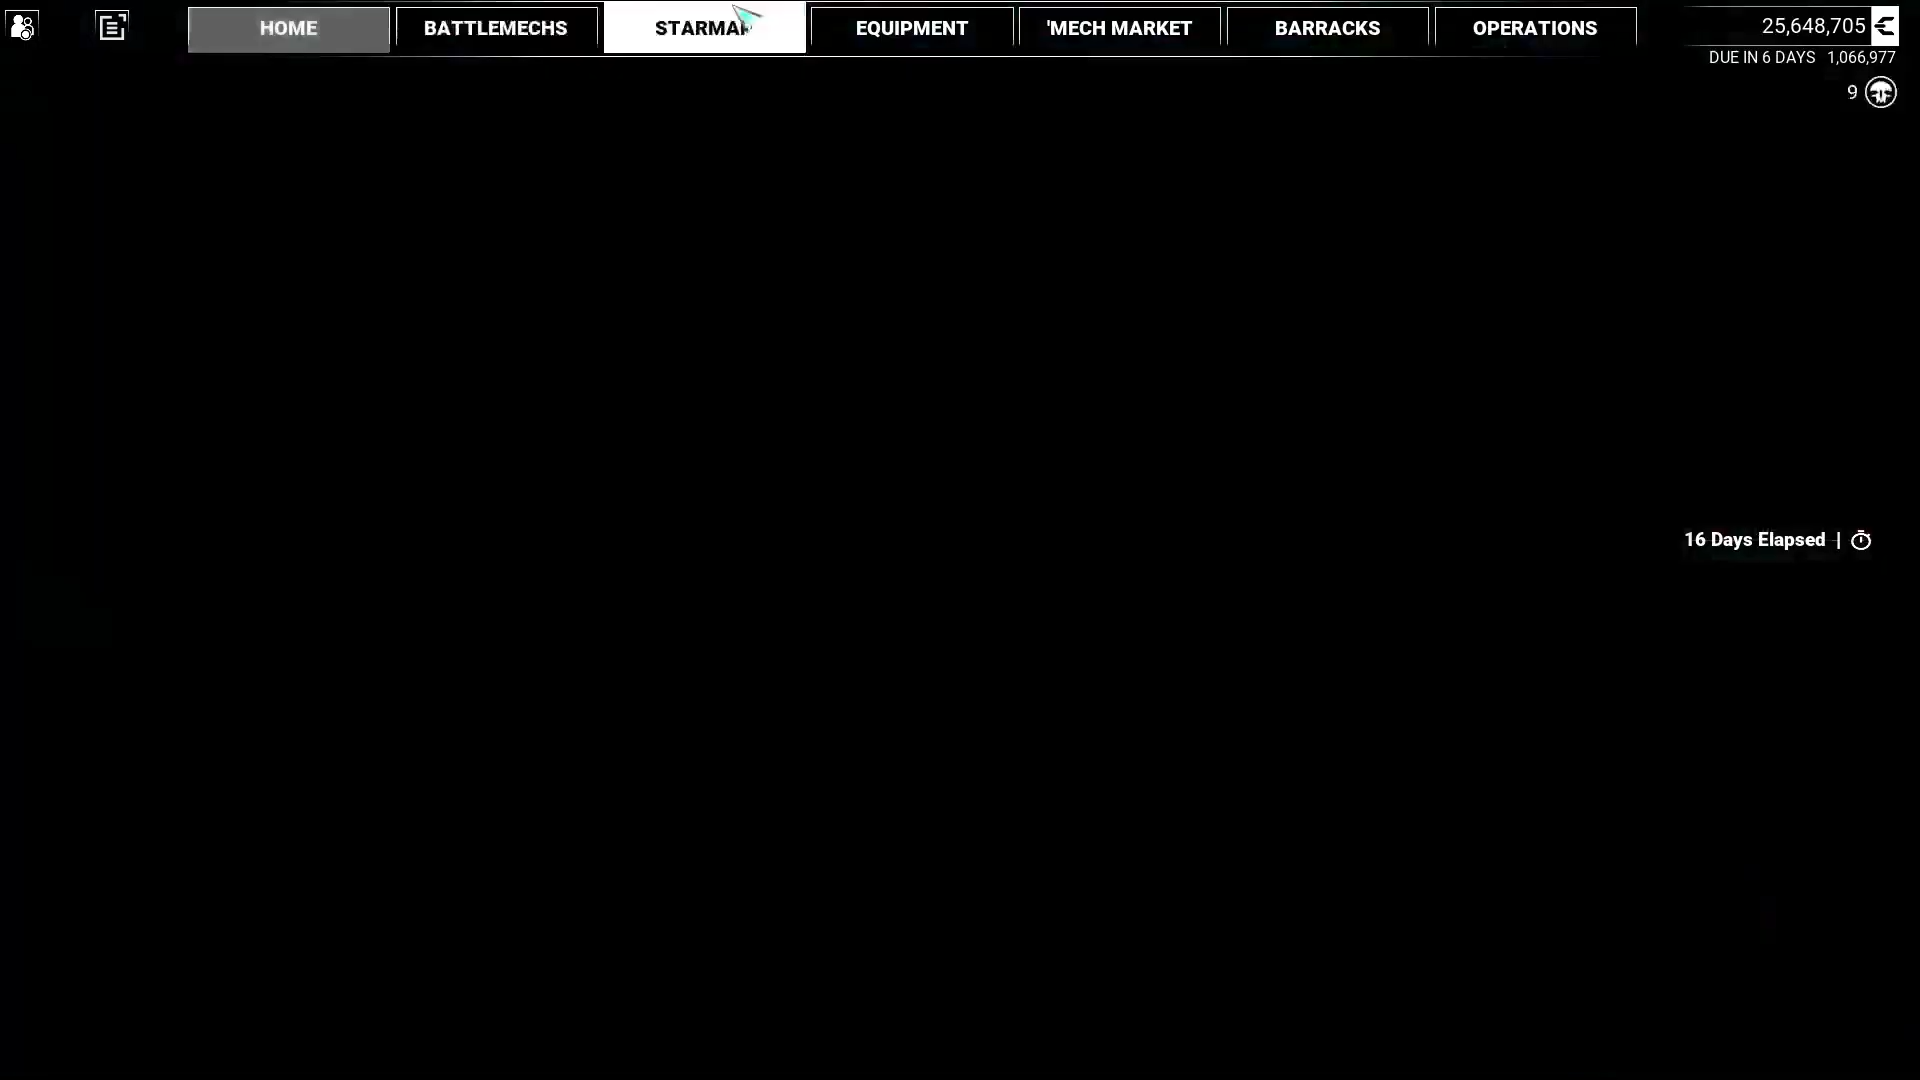 HOME
BATTLEMECHS
STARMAP
EQUIPMENT
'MECH MARKET
BARRACKS
OPERATIONS
25,648,705
DUE IN 6 DAYS 1,066,977
9
16 Days Elapsed |